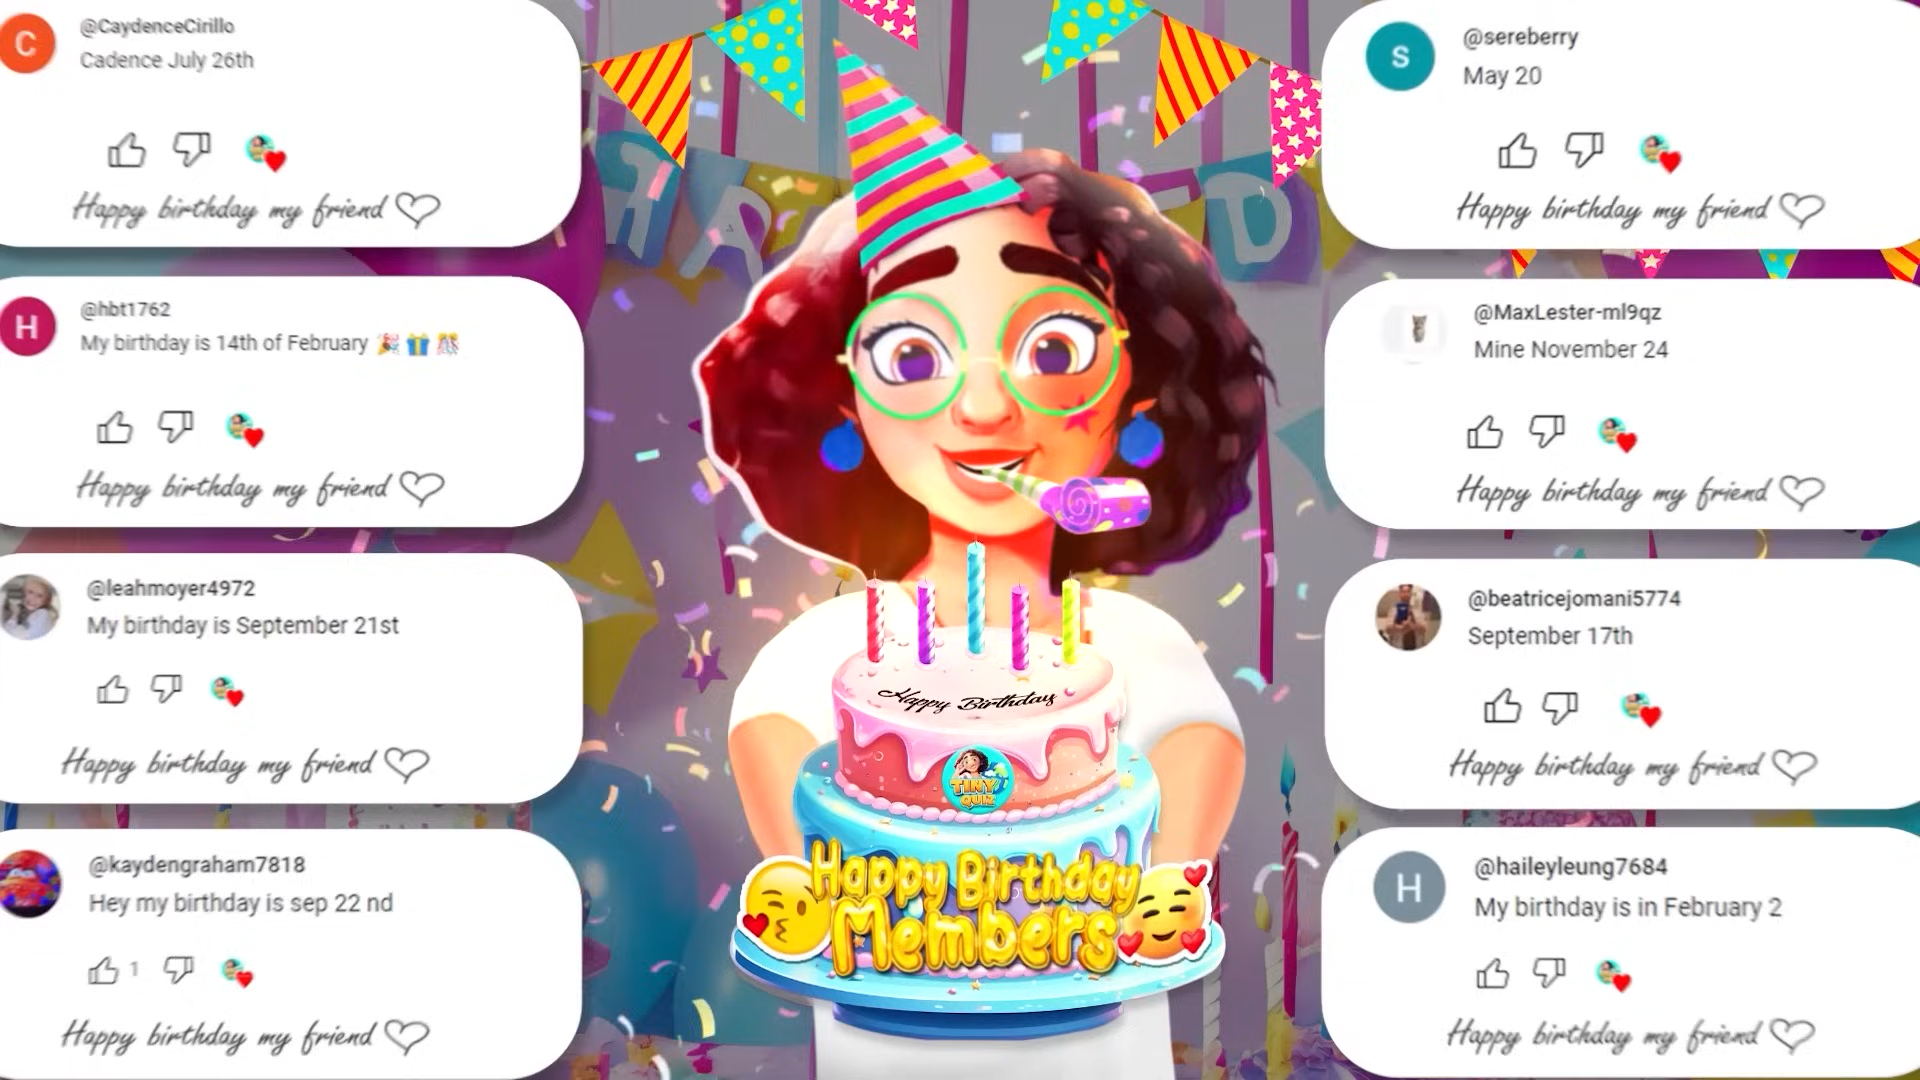 C
@CaydenceCirillo
Cadence July 26th
Happy birthday my friend
H
@hbt1762
My birthday is 14th of February 🎉🎁🎊
Happy birthday my friend
@leahmoyer4972
My birthday is September 21st
Happy birthday my friend
@kaydengraham7818
Hey my birthday is sep 22 nd
1
Happy birthday my friend
HA
D
Happy Birthday
TINY
QUIZ
Happy Birthday
Members
S
@sereberry
May 20
Happy birthday my friend
@MaxLester-ml9qz
Mine November 24
Happy birthday my friend
@beatricejomani5774
September 17th
Happy birthday my friend
H
@haileyleung7684
My birthday is in February 2
Happy birthday my friend